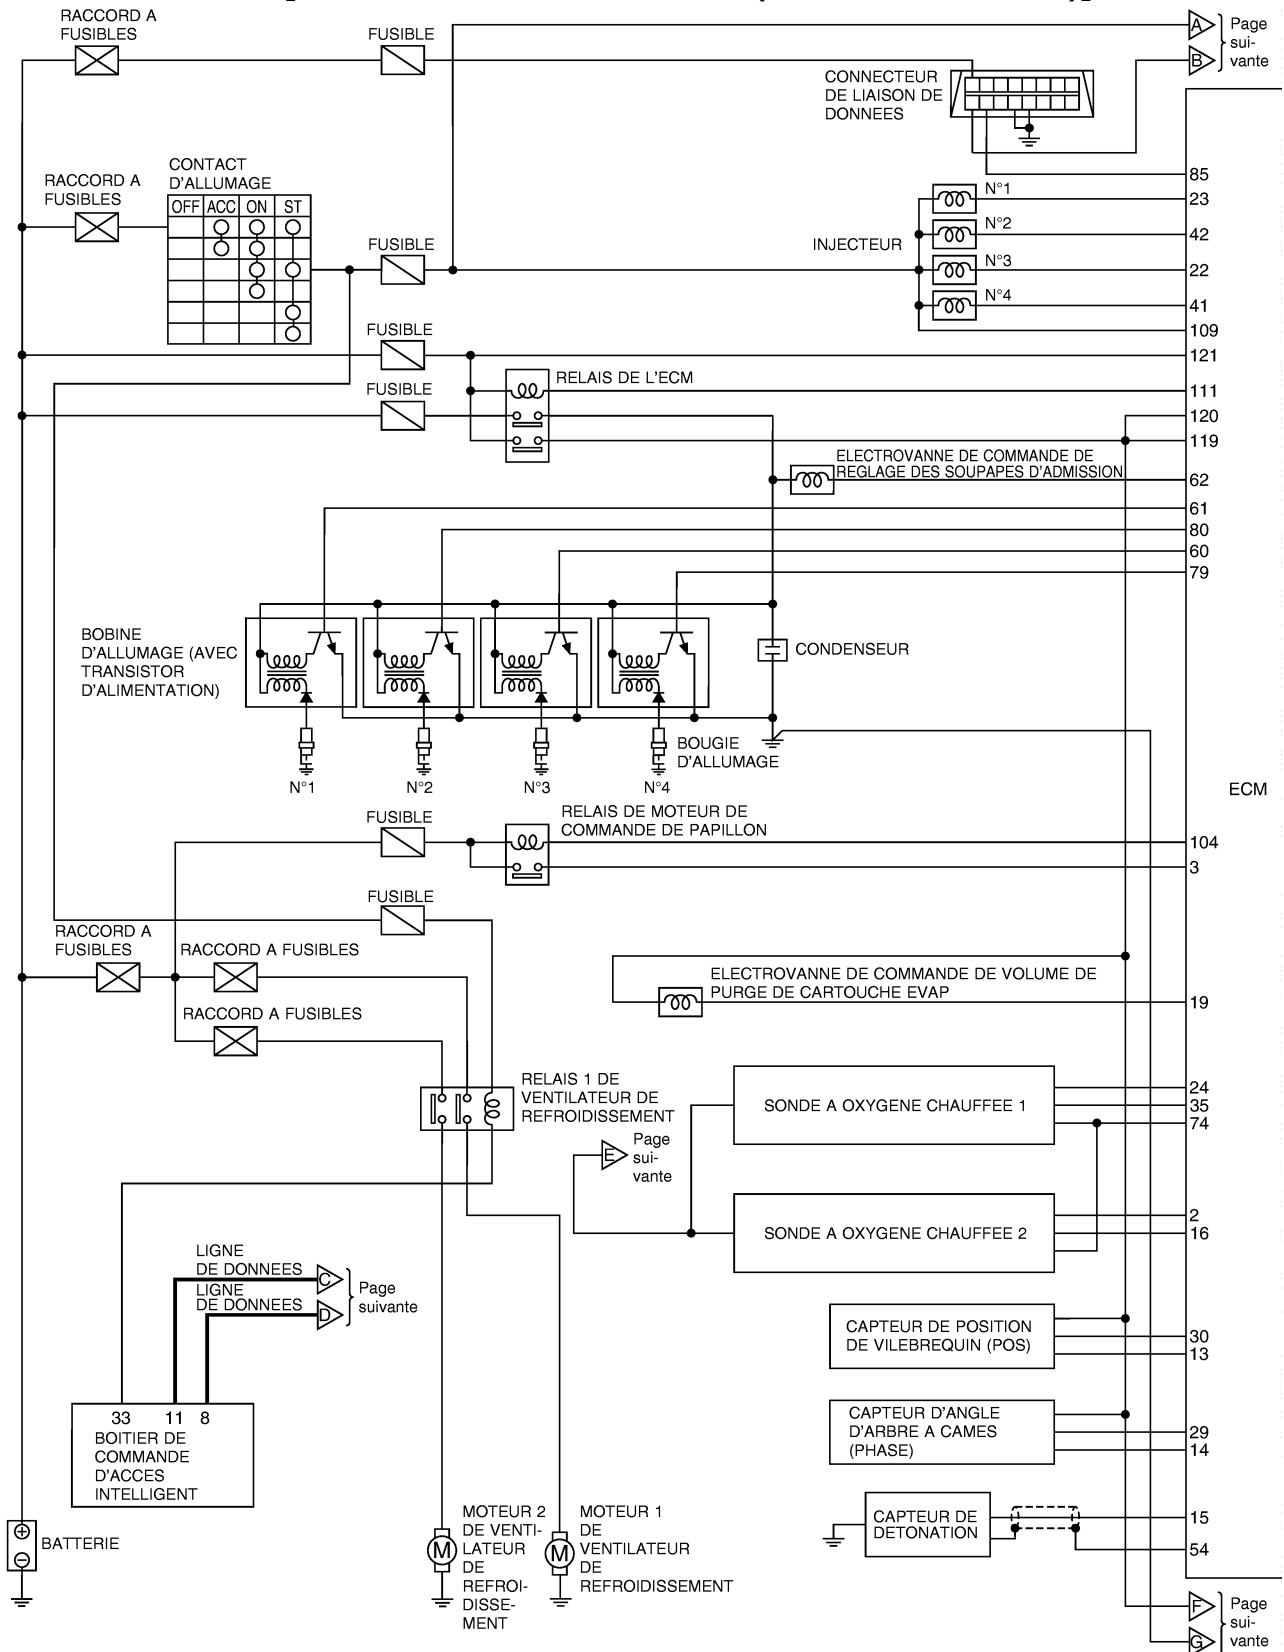 RACCORD A
FUSIBLES
FUSIBLE
A
B
Page
sui-
vante
CONNECTEUR
DE LIAISON DE
DONNEES
85
RACCORD A
FUSIBLES
CONTACT
D'ALLUMAGE
OFF ACC ON ST
FUSIBLE
INJECTEUR
N°1
23
N°2
42
N°3
22
N°4
41
109
FUSIBLE
121
RELAIS DE L'ECM
111
FUSIBLE
120
119
ELECTROVANNE DE COMMANDE DE
REGLAGE DES SOUPAPES D'ADMISSION
62
61
80
60
79
BOBINE
D'ALLUMAGE (AVEC
TRANSISTOR
D'ALIMENTATION)
CONDENSEUR
BOUGIE
D'ALLUMAGE
N°1
N°2
N°3
N°4
ECM
FUSIBLE
RELAIS DE MOTEUR DE
COMMANDE DE PAPILLON
104
3
FUSIBLE
RACCORD A
FUSIBLES
RACCORD A FUSIBLES
RACCORD A FUSIBLES
ELECTROVANNE DE COMMANDE DE VOLUME DE
PURGE DE CARTOUCHE EVAP
19
RELAIS 1 DE
VENTILATEUR DE
REFROIDISSEMENT
SONDE A OXYGENE CHAUFFEE 1
24
35
74
E
Page
sui-
vante
SONDE A OXYGENE CHAUFFEE 2
2
16
LIGNE
DE DONNEES
C
LIGNE
DE DONNEES
D
Page
suivante
CAPTEUR DE POSITION
DE VILEBREQUIN (POS)
30
13
CAPTEUR D'ANGLE
D'ARBRE A CAMES
(PHASE)
29
14
33 11 8
BOITIER DE
COMMANDE
D'ACCES
INTELLIGENT
CAPTEUR DE
DETONATION
15
54
BATTERIE
M
MOTEUR 2
DE VENTI-
LATEUR
DE
REFROI-
DISSE-
MENT
M
MOTEUR 1
DE
VENTILATEUR
DE
REFROIDISSEMENT
F
G
Page
sui-
vante